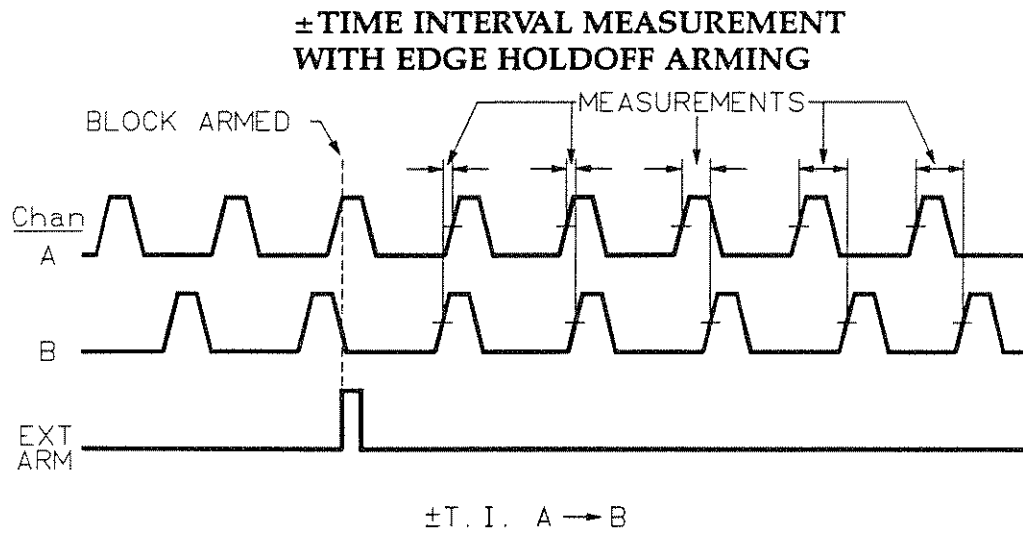 ±TIME INTERVAL MEASUREMENT
WITH EDGE HOLDOFF ARMING
MEASUREMENTS
BLOCK ARMED
Chan
A
B
EXT
ARM
±T. I. A → B